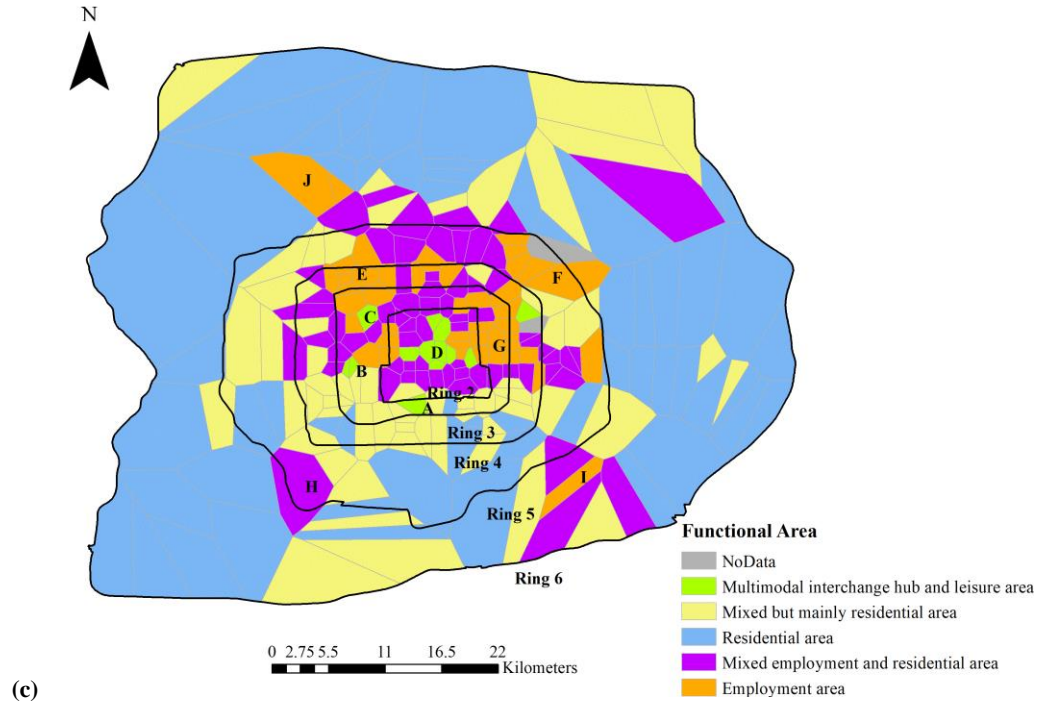 N
J
E
F
C
G
D
B
Ring 2
A
Ring 3
Ring 4
I
H
Ring 5
Ring 6
Functional Area
NoData
Multimodal interchange hub and leisure area
Mixed but mainly residential area
Residential area
Mixed employment and residential area
Employment area
0 2.75 5.5 11 16.5 22
Kilometers
(c)